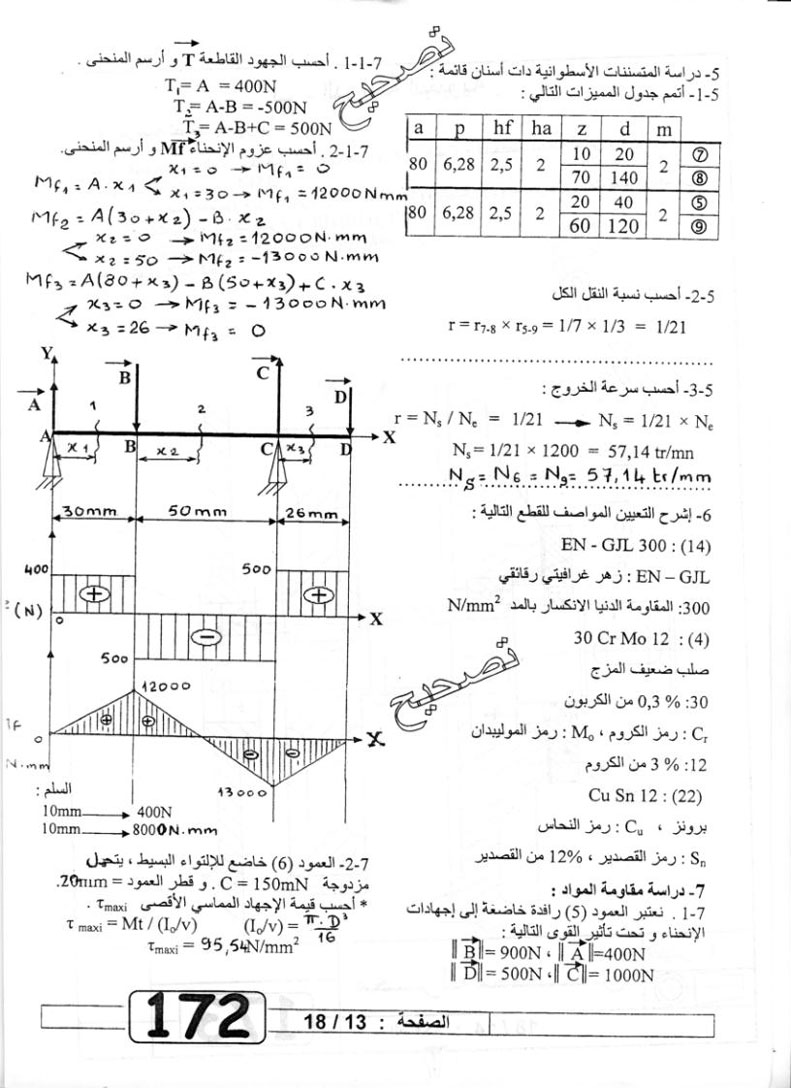 تصحيح
5- دراسة المتسننات الأسطوانية ذات أسنان قائمة :
5-1- أتمم جدول المميزات التالي :
a p hf ha z d m
80 6,28 2,5 2 10 20 2 ⑦
70 140 ⑧
80 6,28 2,5 2 20 40 2 ⑤
60 120 ⑨
5-2- أحسب نسبة النقل الكل
r = r7-8 × r5-9 = 1/7 × 1/3 = 1/21
5-3- أحسب سرعة الخروج :
r = Ns / Ne = 1/21 → Ns = 1/21 × Ne
Ns = 1/21 × 1200 = 57,14 tr/mn
Ns = N6 = N9 = 57,14 tr/mm
6- إشرح التعيين المواصف للقطع التالية :
EN - GJL 300 : (14)
EN – GJL : زهر غرافيتي رقائقي
300: المقاومة الدنيا الانكسار بالمد N/mm²
30 Cr Mo 12 : (4)
صلب ضعيف المزج
30: % 0,3 من الكربون
Cr : رمز الكروم ، Mo : رمز الموليبدان
12: % 3 من الكروم
Cu Sn 12 : (22)
برونز ، Cu : رمز النحاس
Sn : رمز القصدير ، 12% من القصدير
7- دراسة مقاومة المواد :
7-1 . نعتبر العمود (5) رافدة خاضعة إلى إجهادات
الإنحناء و تحت تأثير القوى التالية :
‖B‖= 900N ، ‖A‖=400N
‖D‖= 500N ، ‖C‖= 1000N
7-1-1 . أحسب الجهود القاطعة T و أرسم المنحنى .
T1= A = 400N
T2= A-B = -500N
T3= A-B+C = 500N
7-1-2 . أحسب عزوم الإنحناء Mf و أرسم المنحنى.
Mf1 = A·x1
x1=0 → Mf1 = 0
x1=30 → Mf1 = 12000Nmm
Mf2 = A(30+x2) – B·x2
x2=0 → Mf2=12000N·mm
x2=50 → Mf2=-13000N·mm
Mf3=A(80+x3) – B(50+x3)+C·x3
x3=0 → Mf3 = -13000N·mm
x3=26 → Mf3 = 0
Y
A B C D
1 2 3
A x1 B x2 C x3 D X
30mm 50mm 26mm
400 500
(N) 0 + - + X
500
12000
0 X
N.mm
13000
السلم :
10mm → 400N
10mm → 8000N.mm
7-2- العمود (6) خاضع للإلتواء البسيط ، يتحمل
مزدوجة C = 150mN . و قطر العمود = 20mm.
* أحسب قيمة الإجهاد المماسي الأقصى τmaxi .
τ maxi = Mt / (Io/v) (Io/v) = π.D³/16
τmaxi = 95,54N/mm²
تصحيح
172
الصفحة : 13 / 18